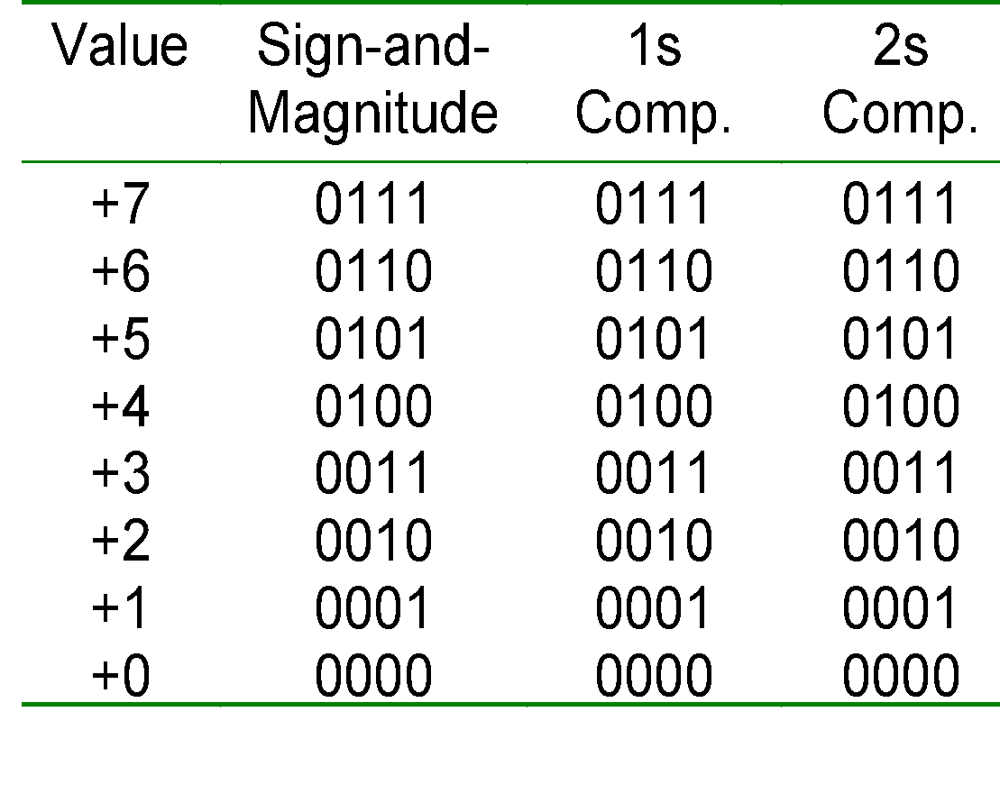 Value Sign-and-Magnitude 1s Comp. 2s Comp.
+7 0111 0111 0111
+6 0110 0110 0110
+5 0101 0101 0101
+4 0100 0100 0100
+3 0011 0011 0011
+2 0010 0010 0010
+1 0001 0001 0001
+0 0000 0000 0000